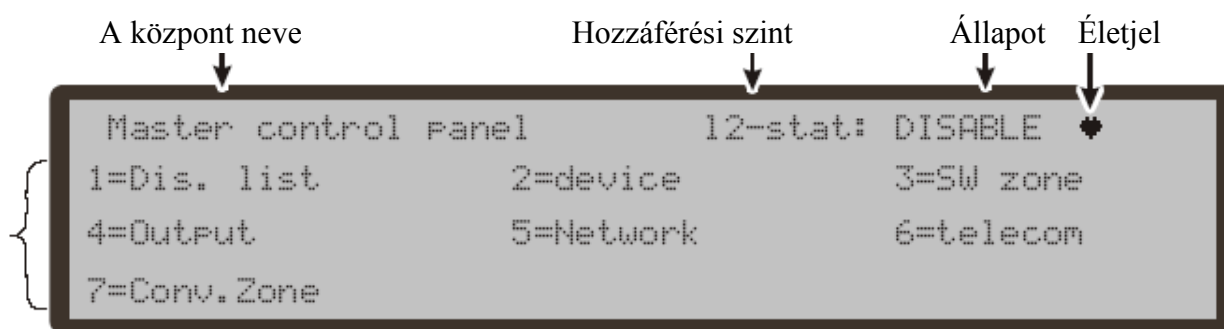 A központ neve Hozzáférési szint Állapot Életjel
Master control panel l2-stat: DISABLE
1=Dis. list 2=device 3=SW zone
4=Output 5=Network 6=telecom
7=Conv.Zone